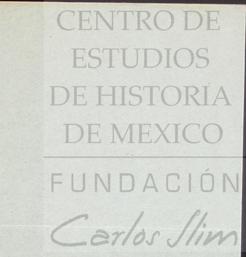 CENTRO DE
ESTUDIOS
DE HISTORIA
DE MEXICO
FUNDACIÓN
Carlos Slim